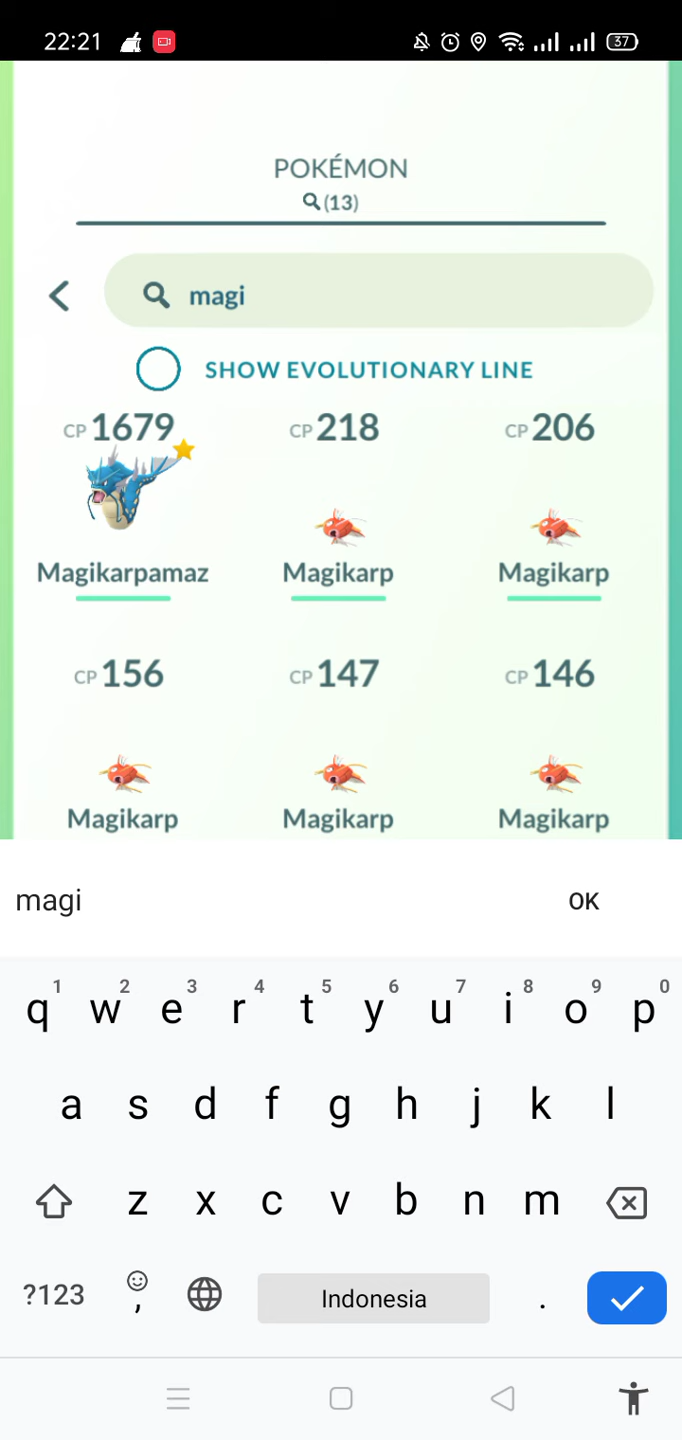 22:21 37
POKÉMON
(13)
magi
SHOW EVOLUTIONARY LINE
CP 1679 CP 218 CP 206
Magikarpamaz Magikarp Magikarp
CP 156 CP 147 CP 146
Magikarp Magikarp Magikarp
magi OK
1 2 3 4 5 6 7 8 9 0
q w e r t y u i o p
a s d f g h j k l
z x c v b n m
?123 , Indonesia .